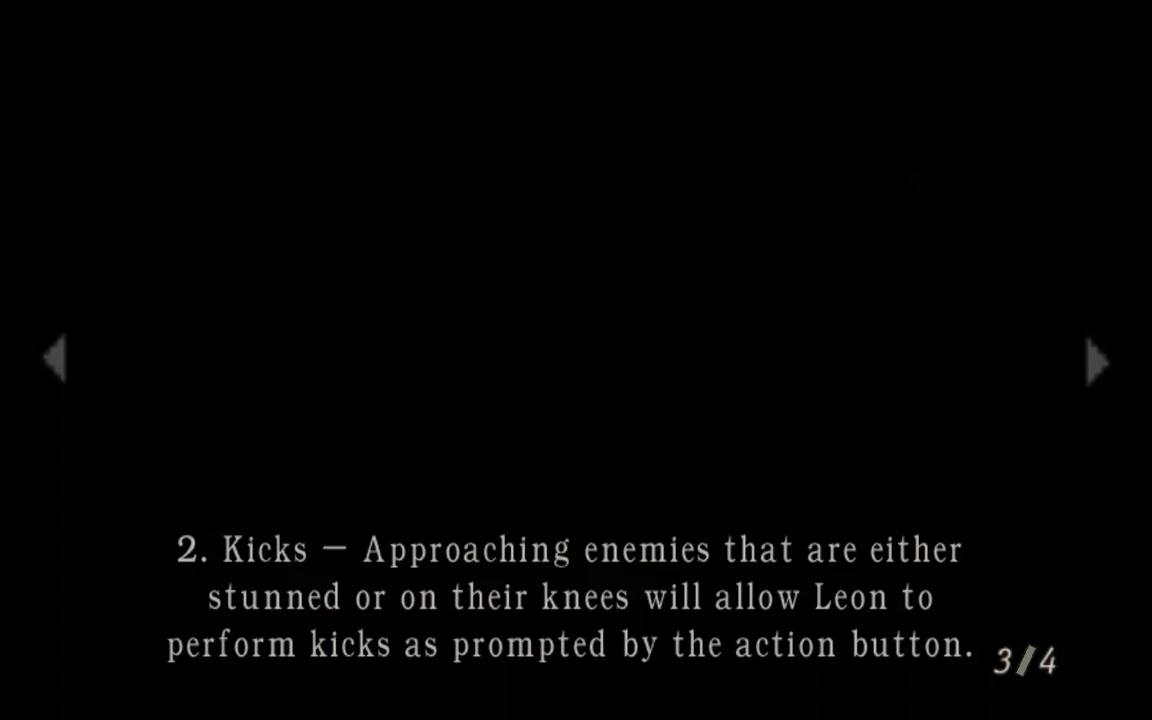 2. Kicks — Approaching enemies that are either
stunned or on their knees will allow Leon to
perform kicks as prompted by the action button.
3/4